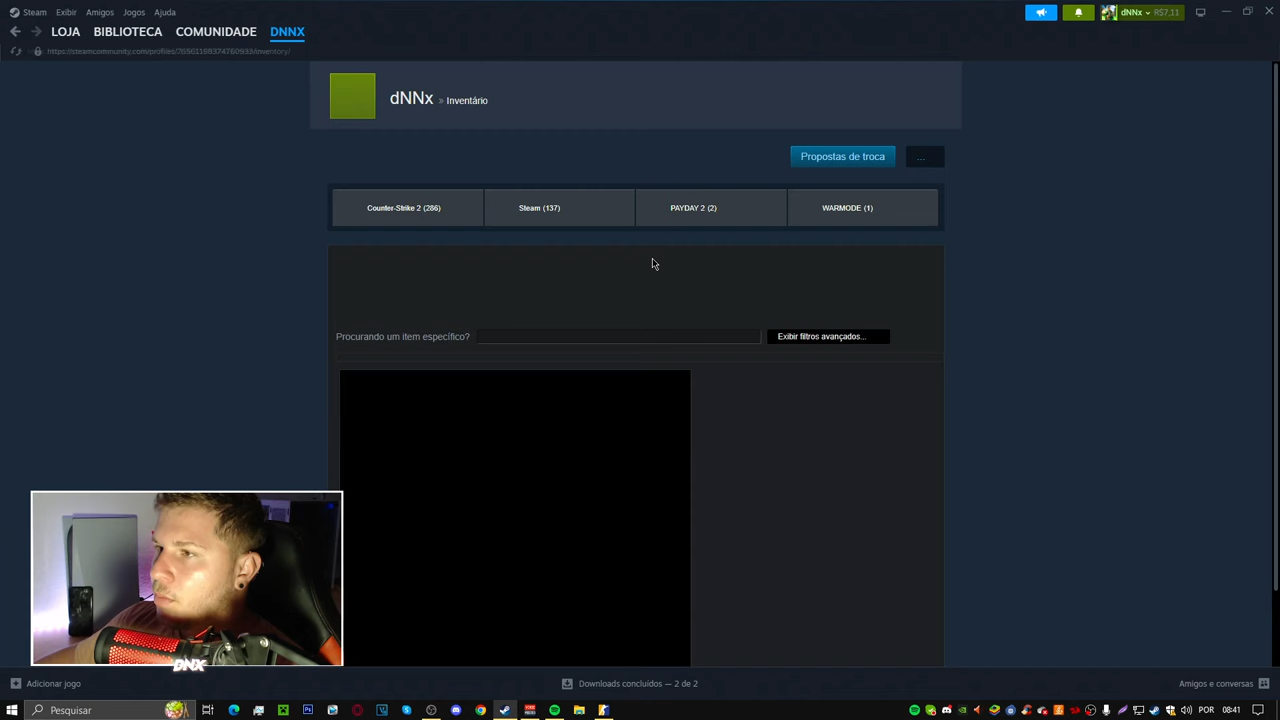 Steam Exibir Amigos Jogos Ajuda
dNNx R$7,11
LOJA BIBLIOTECA COMUNIDADE DNNX
dNNx » Inventário
Propostas de troca ...
Counter-Strike 2 (286) Steam (137) PAYDAY 2 (2) WARMODE (1)
Procurando um item específico? Exibir filtros avançados...
DNX
Adicionar jogo Downloads concluídos — 2 de 2 Amigos e conversas
Pesquisar POR 08:41